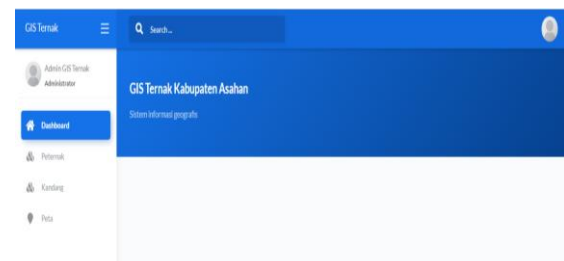 GIS Ternak
Search...
Admin GIS Ternak
Administrator
GIS Ternak Kabupaten Asahan
Sistem informasi geografis
Dashboard
Peternak
Kandang
Peta